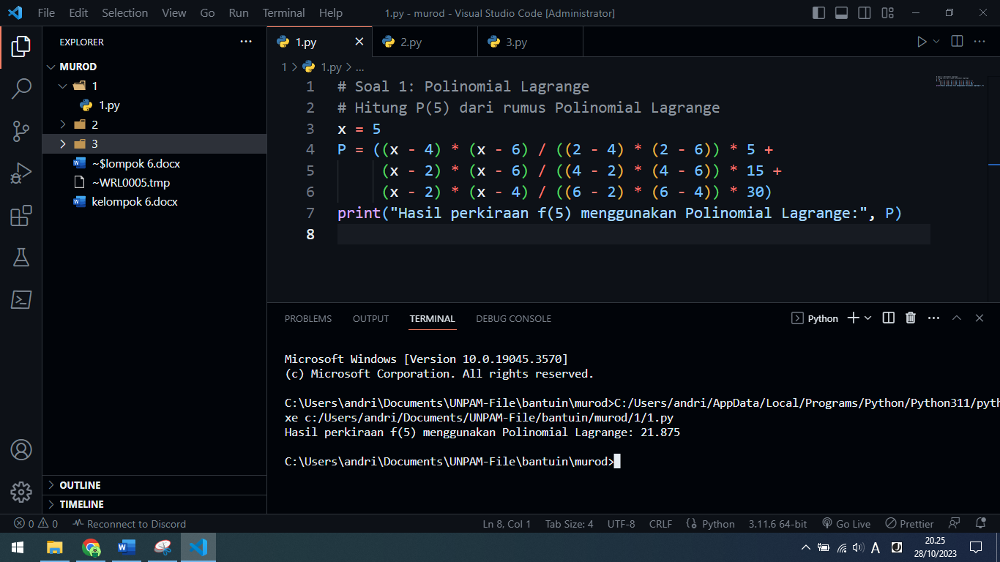 File Edit Selection View Go Run Terminal Help 1.py - murod - Visual Studio Code [Administrator]
EXPLORER ...
MUROD
1
1.py
2
3
~$lompok 6.docx
~WRL0005.tmp
kelompok 6.docx
OUTLINE
TIMELINE
1.py 2.py 3.py
1 > 1.py > ...
1 # Soal 1: Polinomial Lagrange
2 # Hitung P(5) dari rumus Polinomial Lagrange
3 x = 5
4 P = ((x - 4) * (x - 6) / ((2 - 4) * (2 - 6)) * 5 +
5 (x - 2) * (x - 6) / ((4 - 2) * (4 - 6)) * 15 +
6 (x - 2) * (x - 4) / ((6 - 2) * (6 - 4)) * 30)
7 print("Hasil perkiraan f(5) menggunakan Polinomial Lagrange:", P)
8
PROBLEMS OUTPUT TERMINAL DEBUG CONSOLE Python
Microsoft Windows [Version 10.0.19045.3570]
(c) Microsoft Corporation. All rights reserved.
C:\Users\andri\Documents\UNPAM-File\bantuin\murod>C:/Users/andri/AppData/Local/Programs/Python/Python311/pyth
xe c:/Users/andri/Documents/UNPAM-File/bantuin/murod/1/1.py
Hasil perkiraan f(5) menggunakan Polinomial Lagrange: 21.875
C:\Users\andri\Documents\UNPAM-File\bantuin\murod>
0 0 Reconnect to Discord Ln 8, Col 1 Tab Size: 4 UTF-8 CRLF Python 3.11.6 64-bit Go Live Prettier
A 20.25
28/10/2023